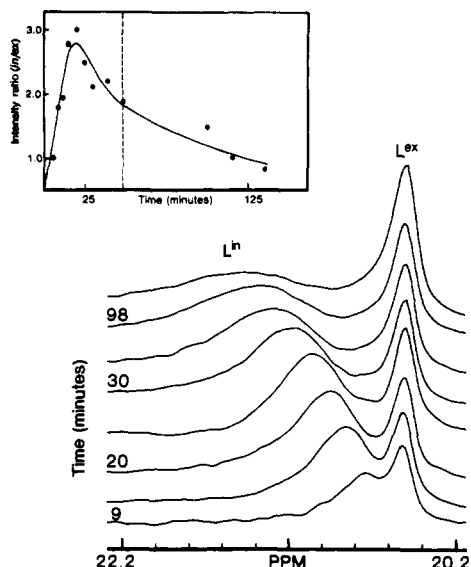 Intensity ratio (in/ex)
3.0
2.0
1.0
25
Time (minutes)
125
L^ex
L^in
Time (minutes)
98
30
20
9
22.2
PPM
20.2